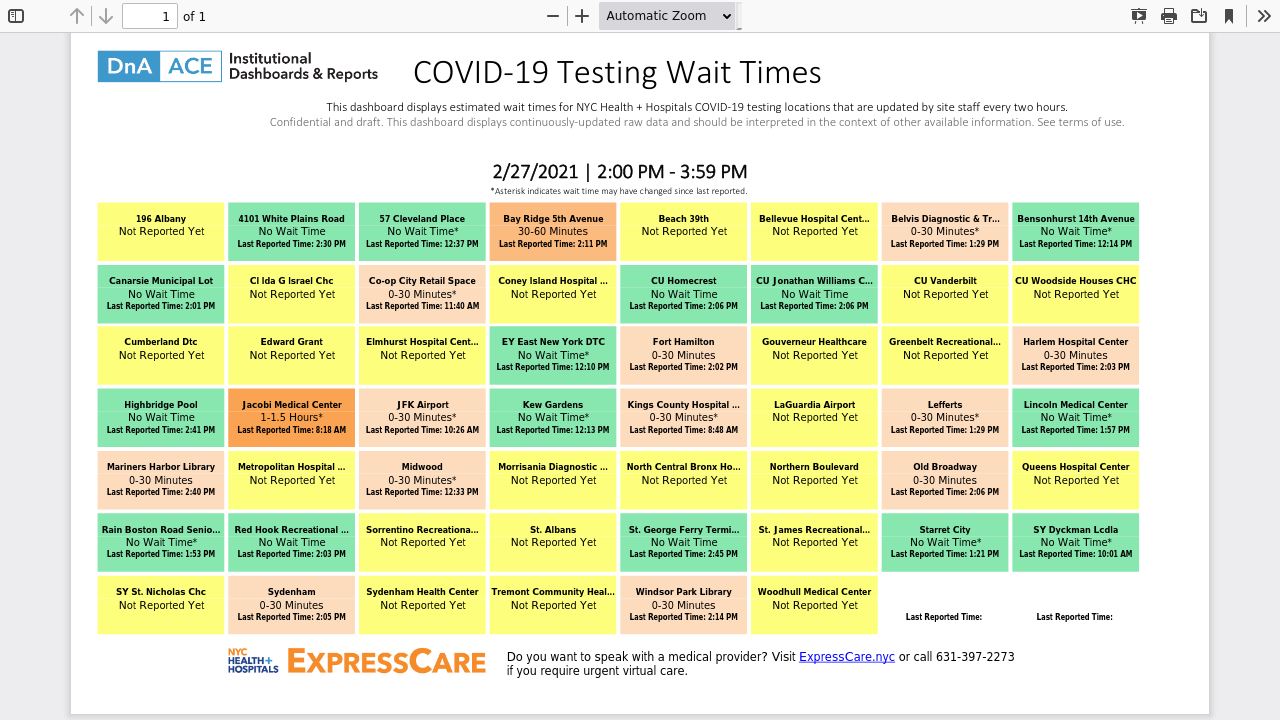 1 of 1
Automatic Zoom
DnA ACE Institutional
Dashboards & Reports
COVID-19 Testing Wait Times
This dashboard displays estimated wait times for NYC Health + Hospitals COVID-19 testing locations that are updated by site staff every two hours.
Confidential and draft. This dashboard displays continuously-updated raw data and should be interpreted in the context of other available information. See terms of use.
2/27/2021 | 2:00 PM - 3:59 PM
*Asterisk indicates wait time may have changed since last reported.
196 Albany
Not Reported Yet
4101 White Plains Road
No Wait Time
Last Reported Time: 2:30 PM
57 Cleveland Place
No Wait Time*
Last Reported Time: 12:37 PM
Bay Ridge 5th Avenue
30-60 Minutes
Last Reported Time: 2:11 PM
Beach 39th
Not Reported Yet
Bellevue Hospital Cent...
Not Reported Yet
Belvis Diagnostic & Tr...
0-30 Minutes*
Last Reported Time: 1:29 PM
Bensonhurst 14th Avenue
No Wait Time*
Last Reported Time: 12:14 PM
Canarsie Municipal Lot
No Wait Time
Last Reported Time: 2:01 PM
CI Ida G Israel Chc
Not Reported Yet
Co-op City Retail Space
0-30 Minutes*
Last Reported Time: 11:40 AM
Coney Island Hospital ...
Not Reported Yet
CU Homecrest
No Wait Time
Last Reported Time: 2:06 PM
CU Jonathan Williams C...
No Wait Time
Last Reported Time: 2:06 PM
CU Vanderbilt
Not Reported Yet
CU Woodside Houses CHC
Not Reported Yet
Cumberland Dtc
Not Reported Yet
Edward Grant
Not Reported Yet
Elmhurst Hospital Cent...
Not Reported Yet
EY East New York DTC
No Wait Time*
Last Reported Time: 12:10 PM
Fort Hamilton
0-30 Minutes
Last Reported Time: 2:02 PM
Gouverneur Healthcare
Not Reported Yet
Greenbelt Recreational...
Not Reported Yet
Harlem Hospital Center
0-30 Minutes
Last Reported Time: 2:03 PM
Highbridge Pool
No Wait Time
Last Reported Time: 2:41 PM
Jacobi Medical Center
1-1.5 Hours*
Last Reported Time: 8:18 AM
JFK Airport
0-30 Minutes*
Last Reported Time: 10:26 AM
Kew Gardens
No Wait Time*
Last Reported Time: 12:13 PM
Kings County Hospital ...
0-30 Minutes*
Last Reported Time: 8:48 AM
LaGuardia Airport
Not Reported Yet
Lefferts
0-30 Minutes*
Last Reported Time: 1:29 PM
Lincoln Medical Center
No Wait Time*
Last Reported Time: 1:57 PM
Mariners Harbor Library
0-30 Minutes
Last Reported Time: 2:40 PM
Metropolitan Hospital ...
Not Reported Yet
Midwood
0-30 Minutes*
Last Reported Time: 12:33 PM
Morrisania Diagnostic ...
Not Reported Yet
North Central Bronx Ho...
Not Reported Yet
Northern Boulevard
Not Reported Yet
Old Broadway
0-30 Minutes
Last Reported Time: 2:06 PM
Queens Hospital Center
Not Reported Yet
Rain Boston Road Senio...
No Wait Time*
Last Reported Time: 1:53 PM
Red Hook Recreational ...
No Wait Time
Last Reported Time: 2:03 PM
Sorrentino Recreationa...
Not Reported Yet
St. Albans
Not Reported Yet
St. George Ferry Termi...
No Wait Time
Last Reported Time: 2:45 PM
St. James Recreational...
Not Reported Yet
Starret City
No Wait Time*
Last Reported Time: 1:21 PM
SY Dyckman Lcdla
No Wait Time*
Last Reported Time: 10:01 AM
SY St. Nicholas Chc
Not Reported Yet
Sydenham
0-30 Minutes
Last Reported Time: 2:05 PM
Sydenham Health Center
Not Reported Yet
Tremont Community Heal...
Not Reported Yet
Windsor Park Library
0-30 Minutes
Last Reported Time: 2:14 PM
Woodhull Medical Center
Not Reported Yet
Last Reported Time:
Last Reported Time:
NYC
HEALTH+
HOSPITALS
EXPRESSCARE
Do you want to speak with a medical provider? Visit ExpressCare.nyc or call 631-397-2273
if you require urgent virtual care.